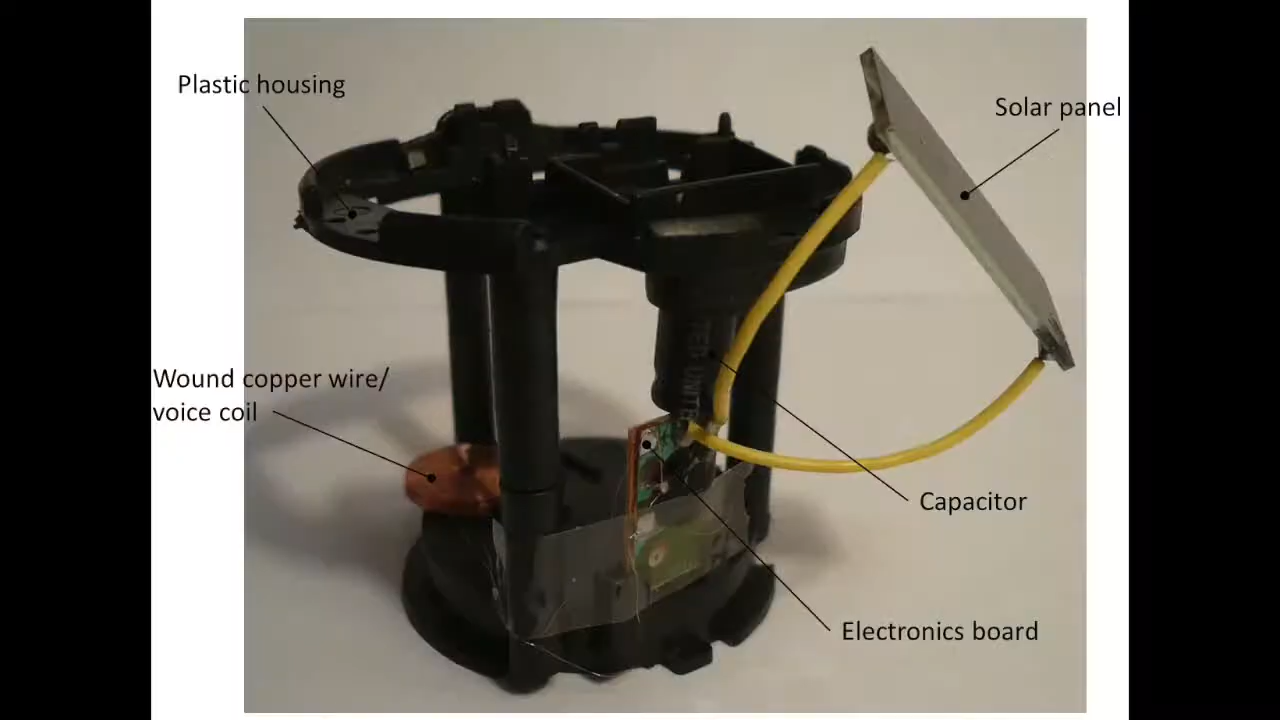 Plastic housing
Solar panel
Wound copper wire/
voice coil
Capacitor
Electronics board